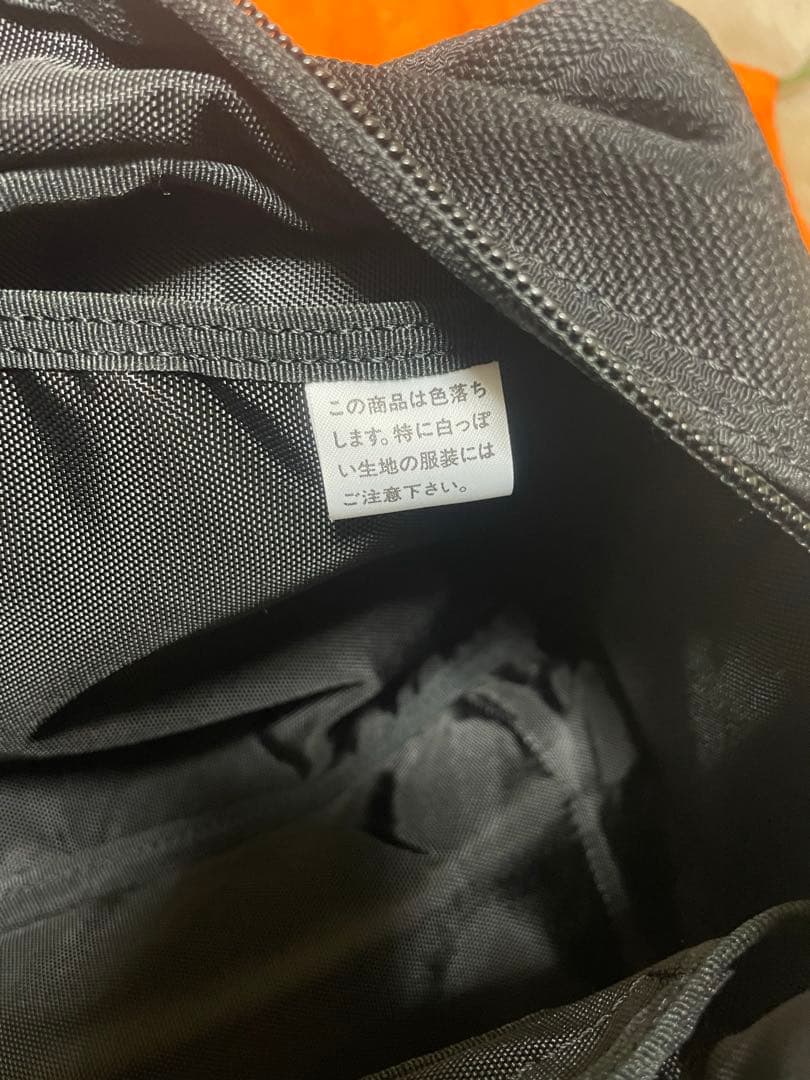 この商品は色落ち
します。特に白っぽ
い生地の服装には
ご注意下さい。